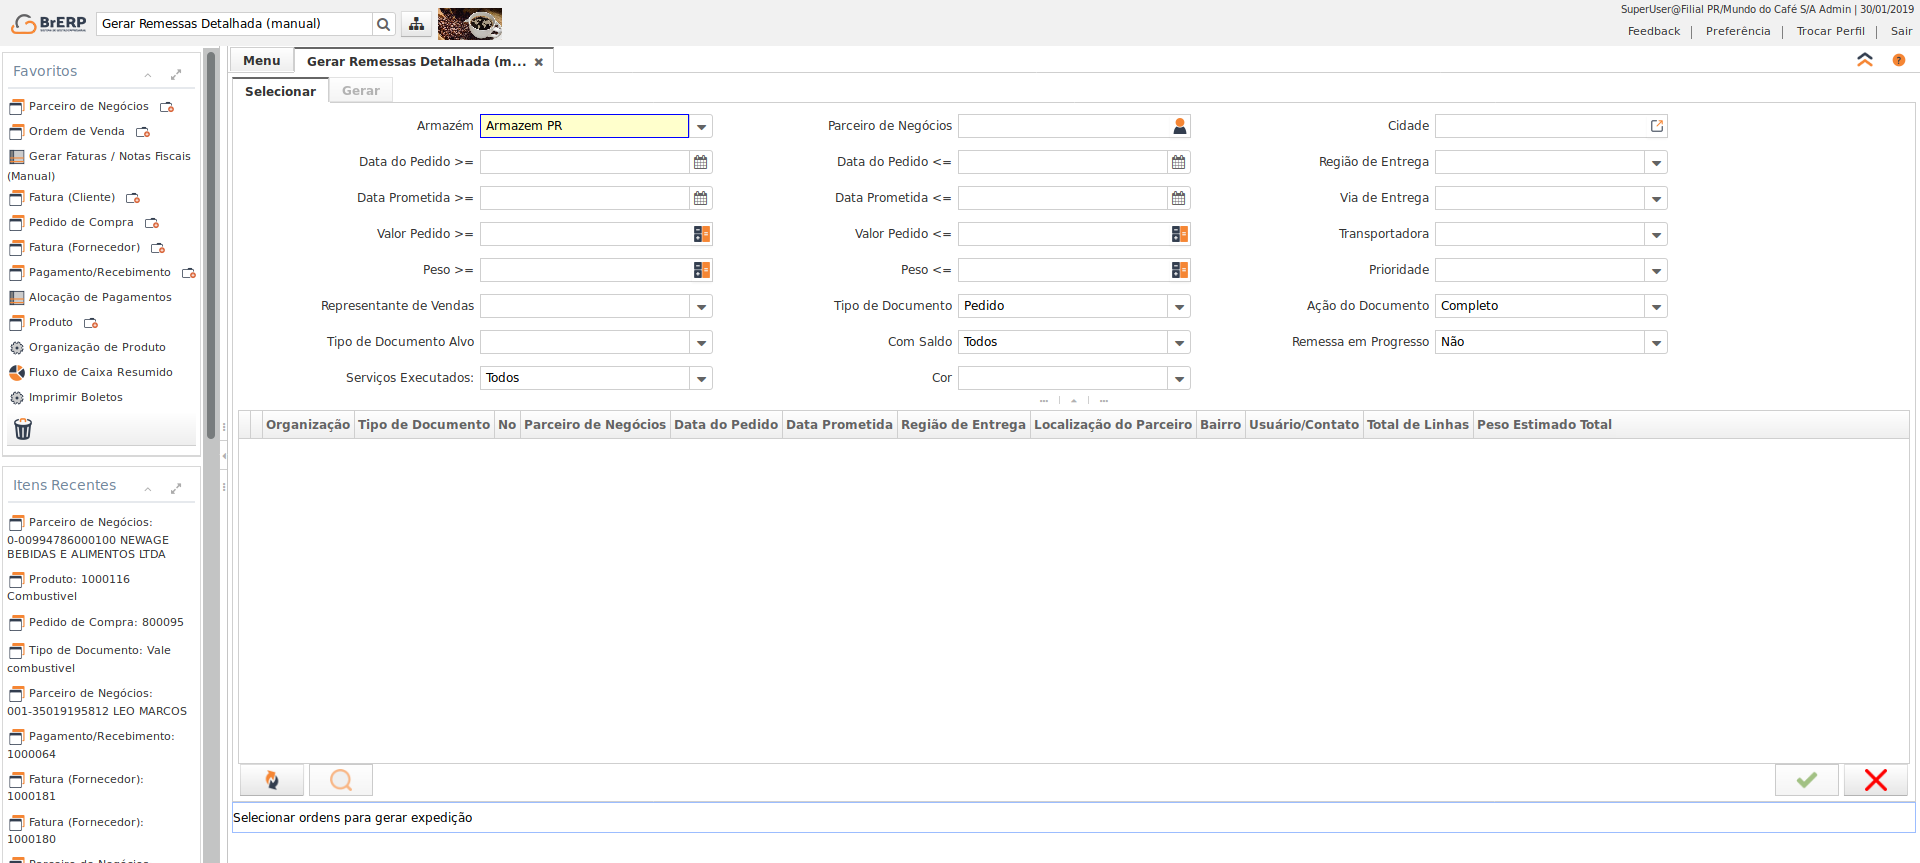 BrERP
Gerar Remessas Detalhada (manual)
SuperUser@Filial PR/Mundo do Café S/A Admin | 30/01/2019
Feedback | Preferência | Trocar Perfil | Sair
Favoritos
Parceiro de Negócios
Ordem de Venda
Gerar Faturas / Notas Fiscais
(Manual)
Fatura (Cliente)
Pedido de Compra
Fatura (Fornecedor)
Pagamento/Recebimento
Alocação de Pagamentos
Produto
Organização de Produto
Fluxo de Caixa Resumido
Imprimir Boletos
Itens Recentes
Parceiro de Negócios:
0-00994786000100 NEWAGE
BEBIDAS E ALIMENTOS LTDA
Produto: 1000116
Combustivel
Pedido de Compra: 800095
Tipo de Documento: Vale
combustivel
Parceiro de Negócios:
001-35019195812 LEO MARCOS
Pagamento/Recebimento:
1000064
Fatura (Fornecedor):
1000181
Fatura (Fornecedor):
1000180
Parceiro de Negócios
Menu
Gerar Remessas Detalhada (m...
Selecionar
Gerar
Armazém Armazem PR Parceiro de Negócios Cidade
Data do Pedido >= Data do Pedido <= Região de Entrega
Data Prometida >= Data Prometida <= Via de Entrega
Valor Pedido >= Valor Pedido <= Transportadora
Peso >= Peso <= Prioridade
Representante de Vendas Tipo de Documento Pedido Ação do Documento Completo
Tipo de Documento Alvo Com Saldo Todos Remessa em Progresso Não
Serviços Executados: Todos Cor
Organização Tipo de Documento No Parceiro de Negócios Data do Pedido Data Prometida Região de Entrega Localização do Parceiro Bairro Usuário/Contato Total de Linhas Peso Estimado Total
Selecionar ordens para gerar expedição